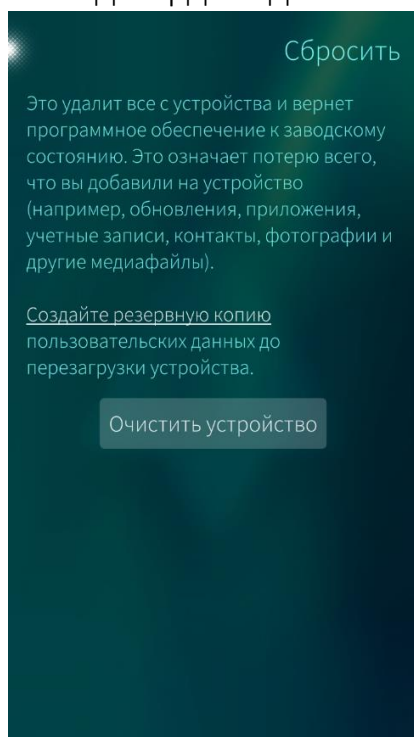 Сбросить
Это удалит все с устройства и вернет
программное обеспечение к заводскому
состоянию. Это означает потерю всего,
что вы добавили на устройство
(например, обновления, приложения,
учетные записи, контакты, фотографии и
другие медиафайлы).
Создайте резервную копию
пользовательских данных до
перезагрузки устройства.
Очистить устройство